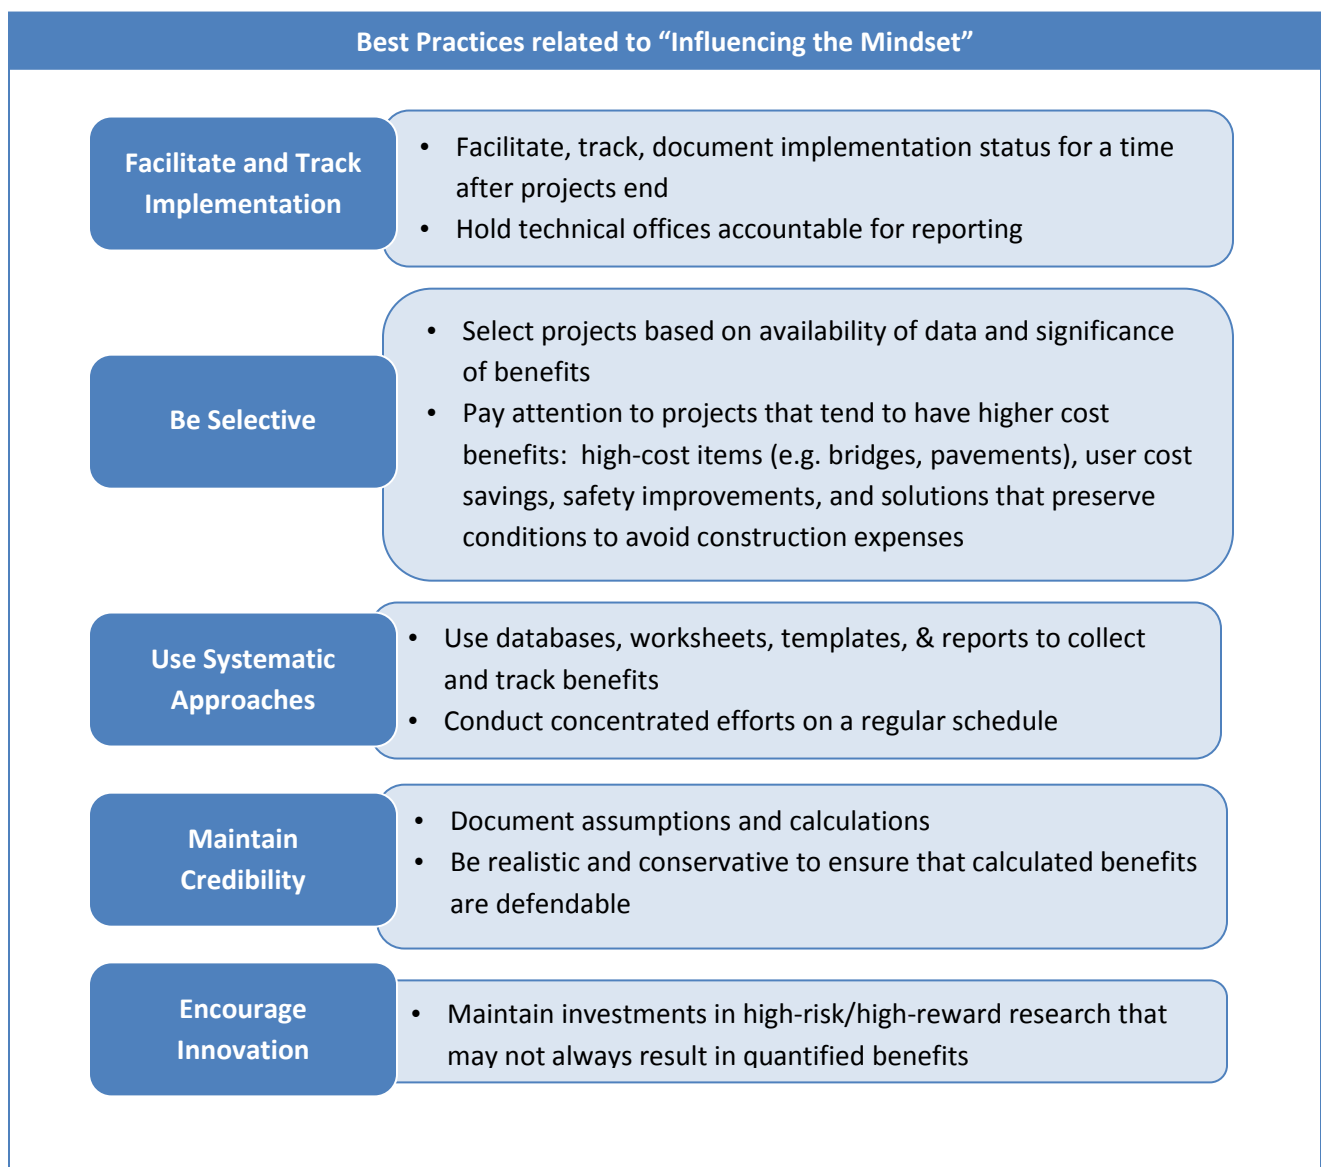 Best Practices related to “Influencing the Mindset”
Facilitate and Track
Implementation
• Facilitate, track, document implementation status for a time
after projects end
• Hold technical offices accountable for reporting
Be Selective
• Select projects based on availability of data and significance
of benefits
• Pay attention to projects that tend to have higher cost
benefits:  high-cost items (e.g. bridges, pavements), user cost
savings, safety improvements, and solutions that preserve
conditions to avoid construction expenses
Use Systematic
Approaches
• Use databases, worksheets, templates, & reports to collect
and track benefits
• Conduct concentrated efforts on a regular schedule
Maintain
Credibility
• Document assumptions and calculations
• Be realistic and conservative to ensure that calculated benefits
are defendable
Encourage
Innovation
• Maintain investments in high-risk/high-reward research that
may not always result in quantified benefits